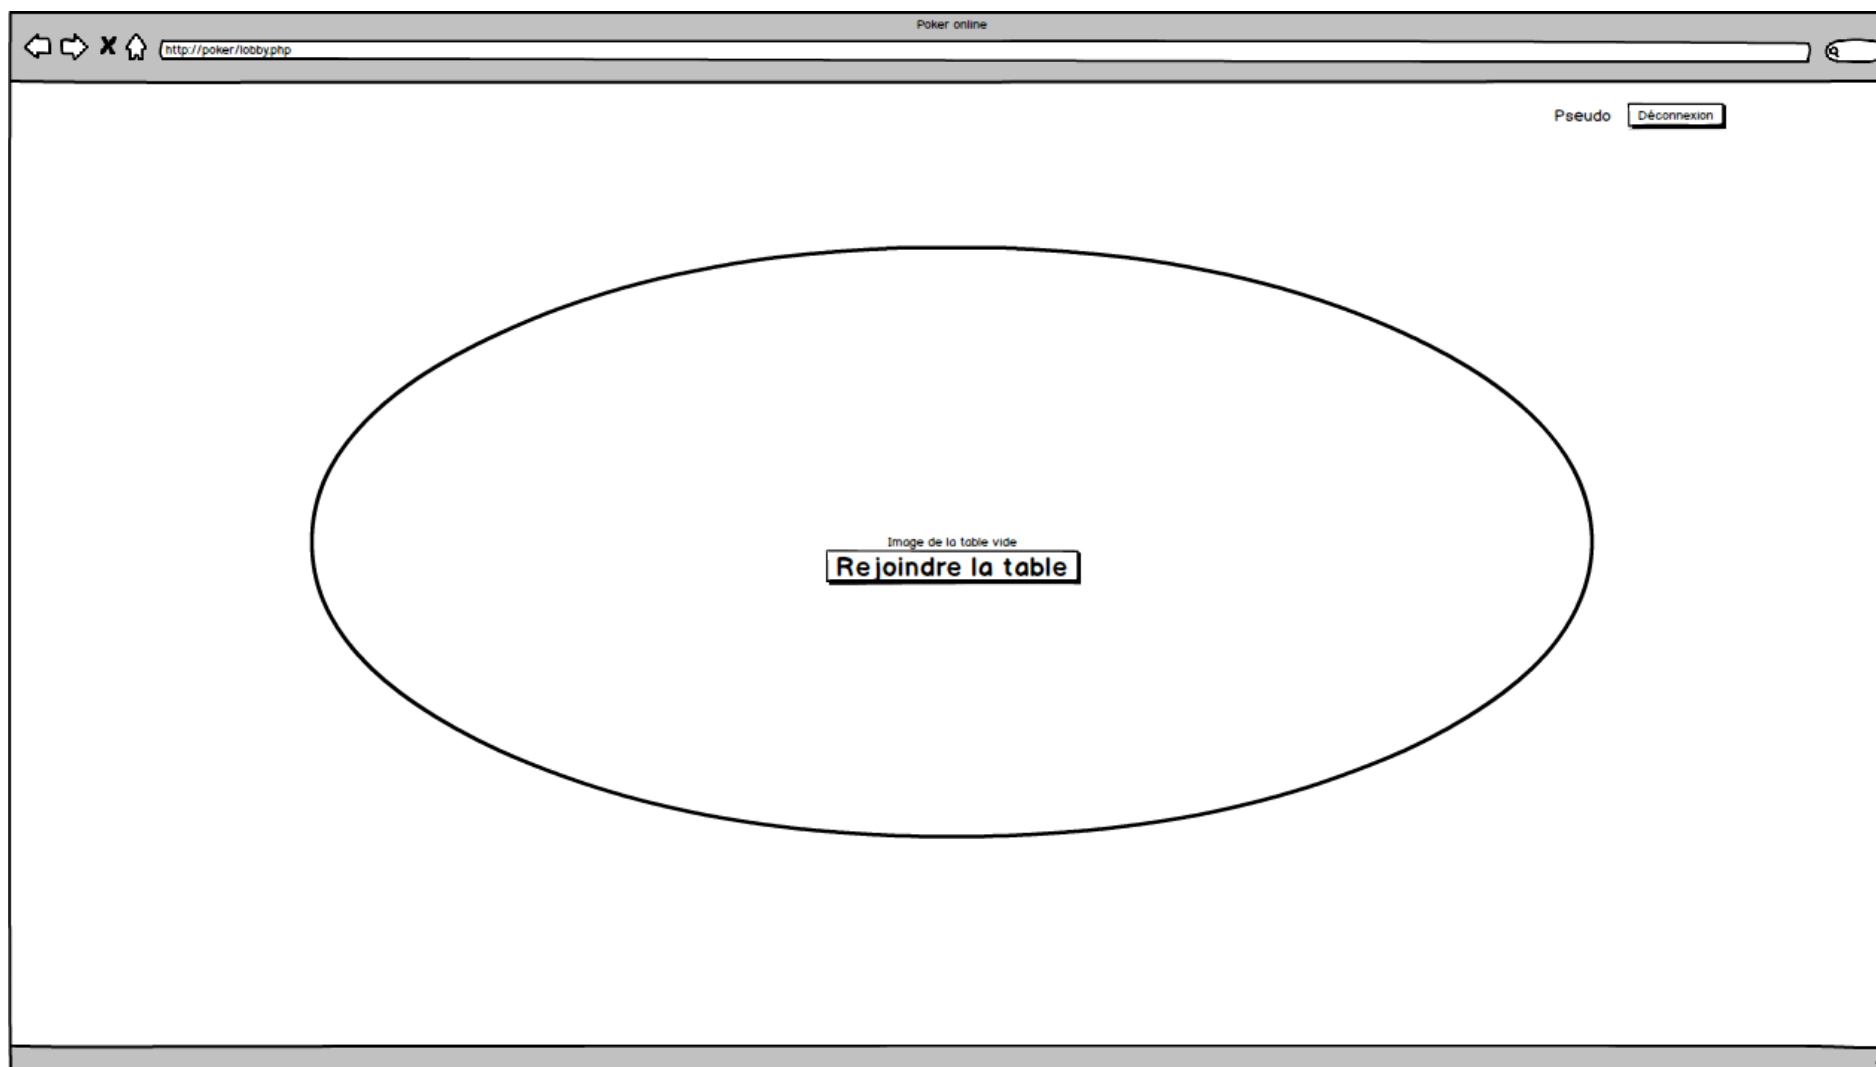 Poker online
http://poker/lobby.php
Pseudo
Déconnexion
Image de la table vide
Rejoindre la table